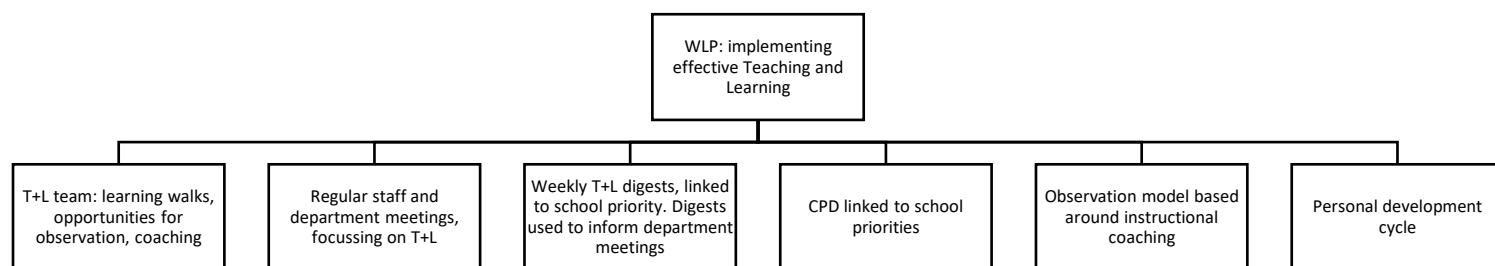 WLP: implementing
effective Teaching and
Learning
T+L team: learning walks,
opportunities for
observation, coaching
Regular staff and
department meetings,
focussing on T+L
Weekly T+L digests, linked
to school priority. Digests
used to inform department
meetings
CPD linked to school
priorities
Observation model based
around instructional
coaching
Personal development
cycle